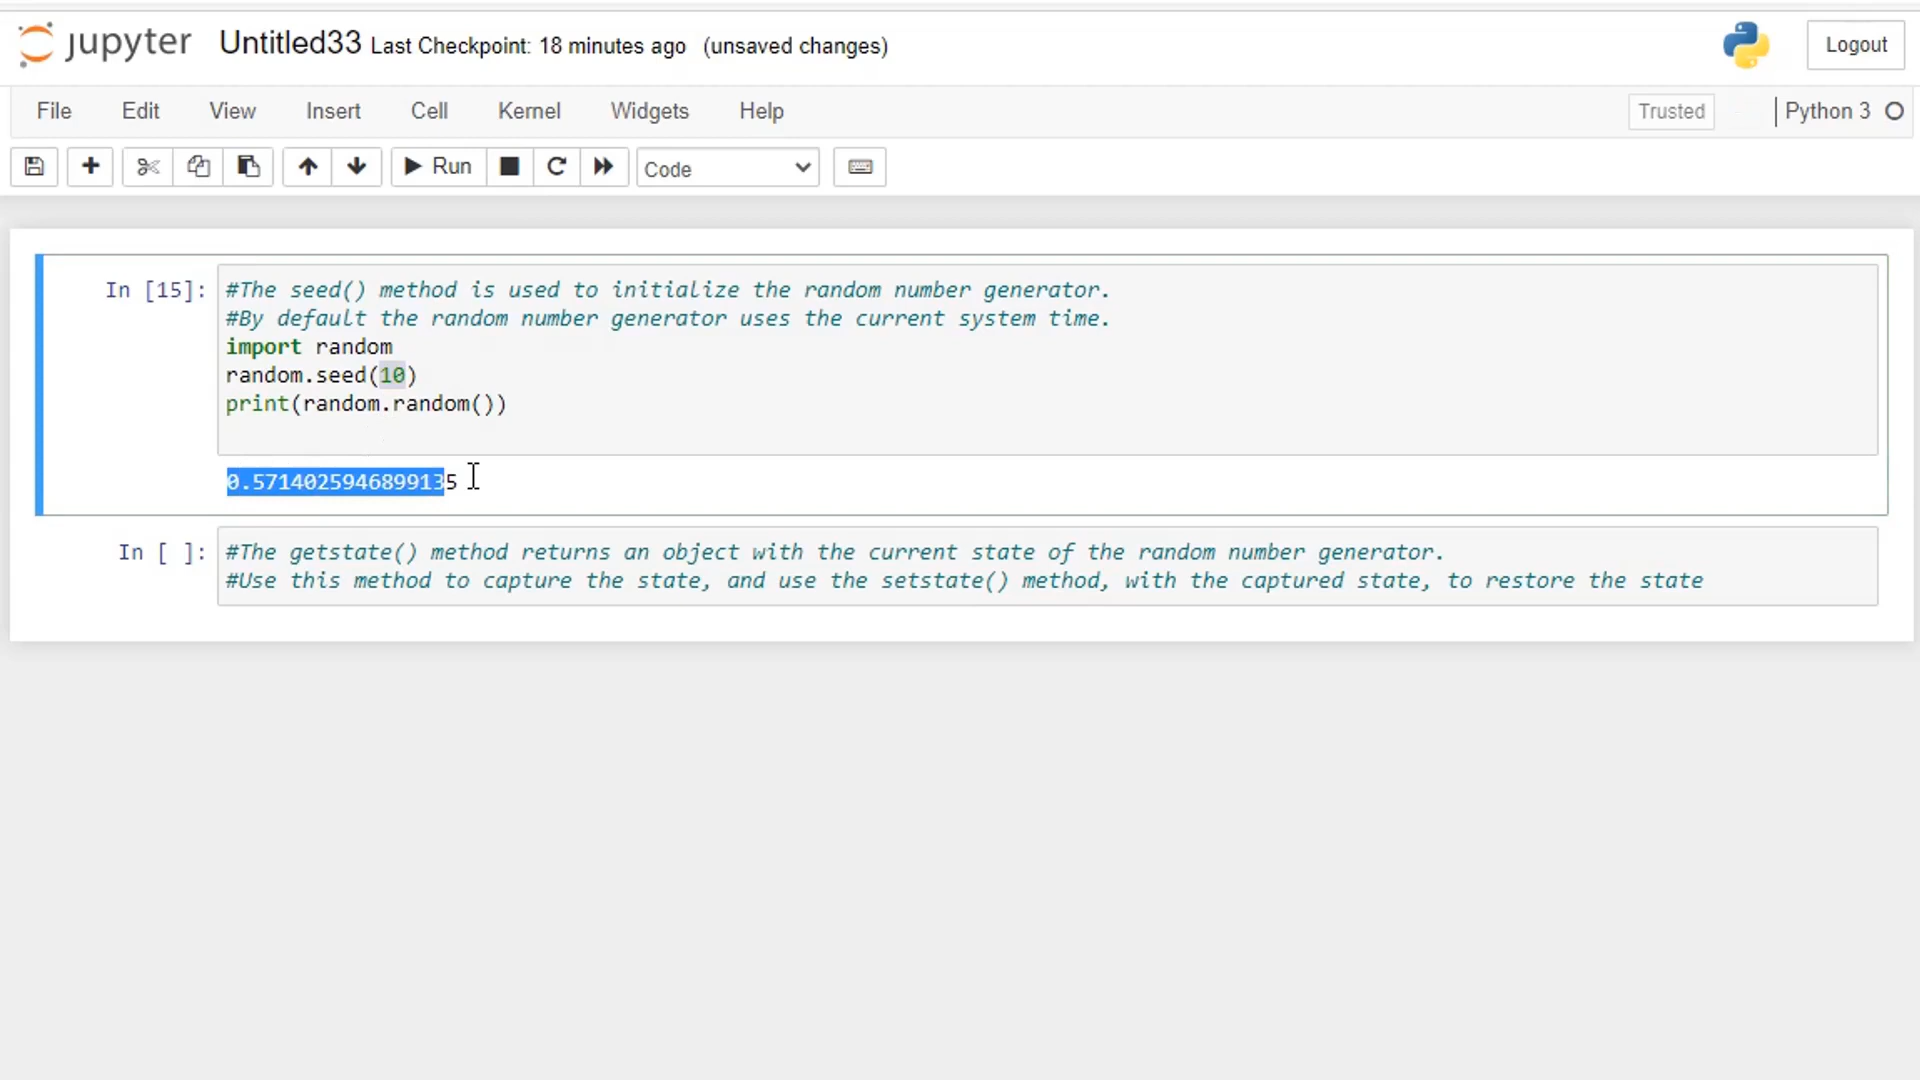 jupyter Untitled33 Last Checkpoint: 18 minutes ago (unsaved changes) Logout
File Edit View Insert Cell Kernel Widgets Help Trusted Python 3
Run Code
In [15]: #The seed() method is used to initialize the random number generator.
#By default the random number generator uses the current system time.
import random
random.seed(10)
print(random.random())
0.5714025946899135
In [ ]: #The getstate() method returns an object with the current state of the random number generator.
#Use this method to capture the state, and use the setstate() method, with the captured state, to restore the state